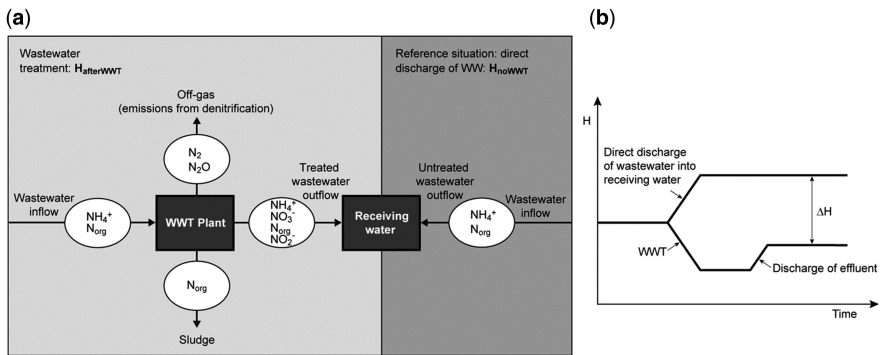 (a)
Wastewater
treatment: HafterWWT
Reference situation: direct
discharge of WW: HnoWWT
Off-gas
(emissions from denitrification)
N2
N2O
Wastewater
inflow
NH4+
Norg
WWT Plant
Treated
wastewater
outflow
NH4+
NO3-
Norg
NO2-
Receiving
water
Untreated
wastewater
outflow
NH4+
Norg
Wastewater
inflow
Norg
Sludge
(b)
H
Direct discharge
of wastewater into
receiving water
ΔH
WWT
Discharge of effluent
Time